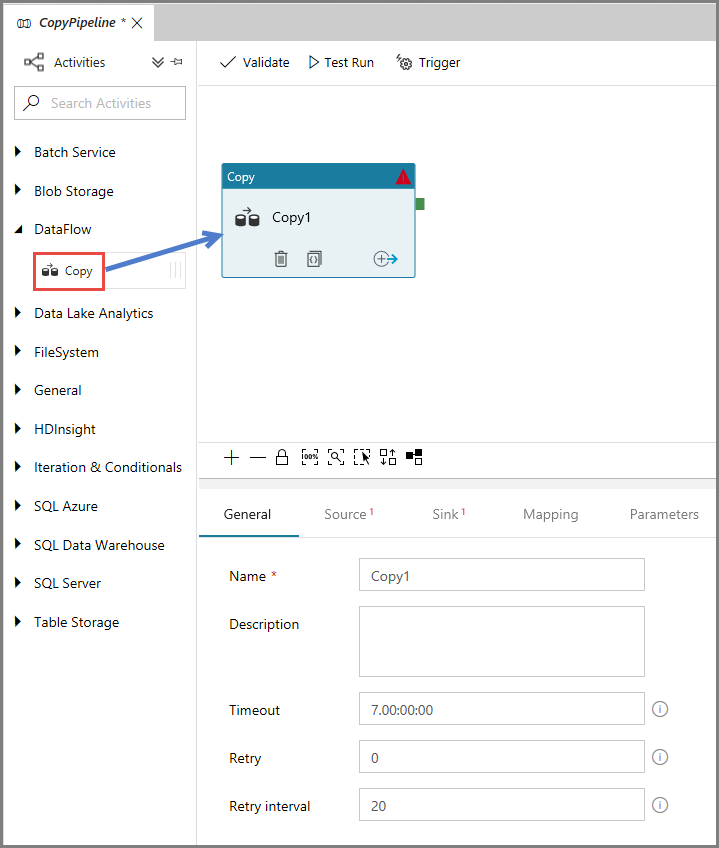 CopyPipeline *
Activities
Validate Test Run Trigger
Search Activities
Batch Service
Blob Storage
DataFlow
Copy
Data Lake Analytics
FileSystem
General
HDInsight
Iteration & Conditionals
SQL Azure
SQL Data Warehouse
SQL Server
Table Storage
Copy
Copy1
100%
General Source 1 Sink 1 Mapping Parameters
Name * Copy1
Description
Timeout 7.00:00:00
Retry 0
Retry interval 20